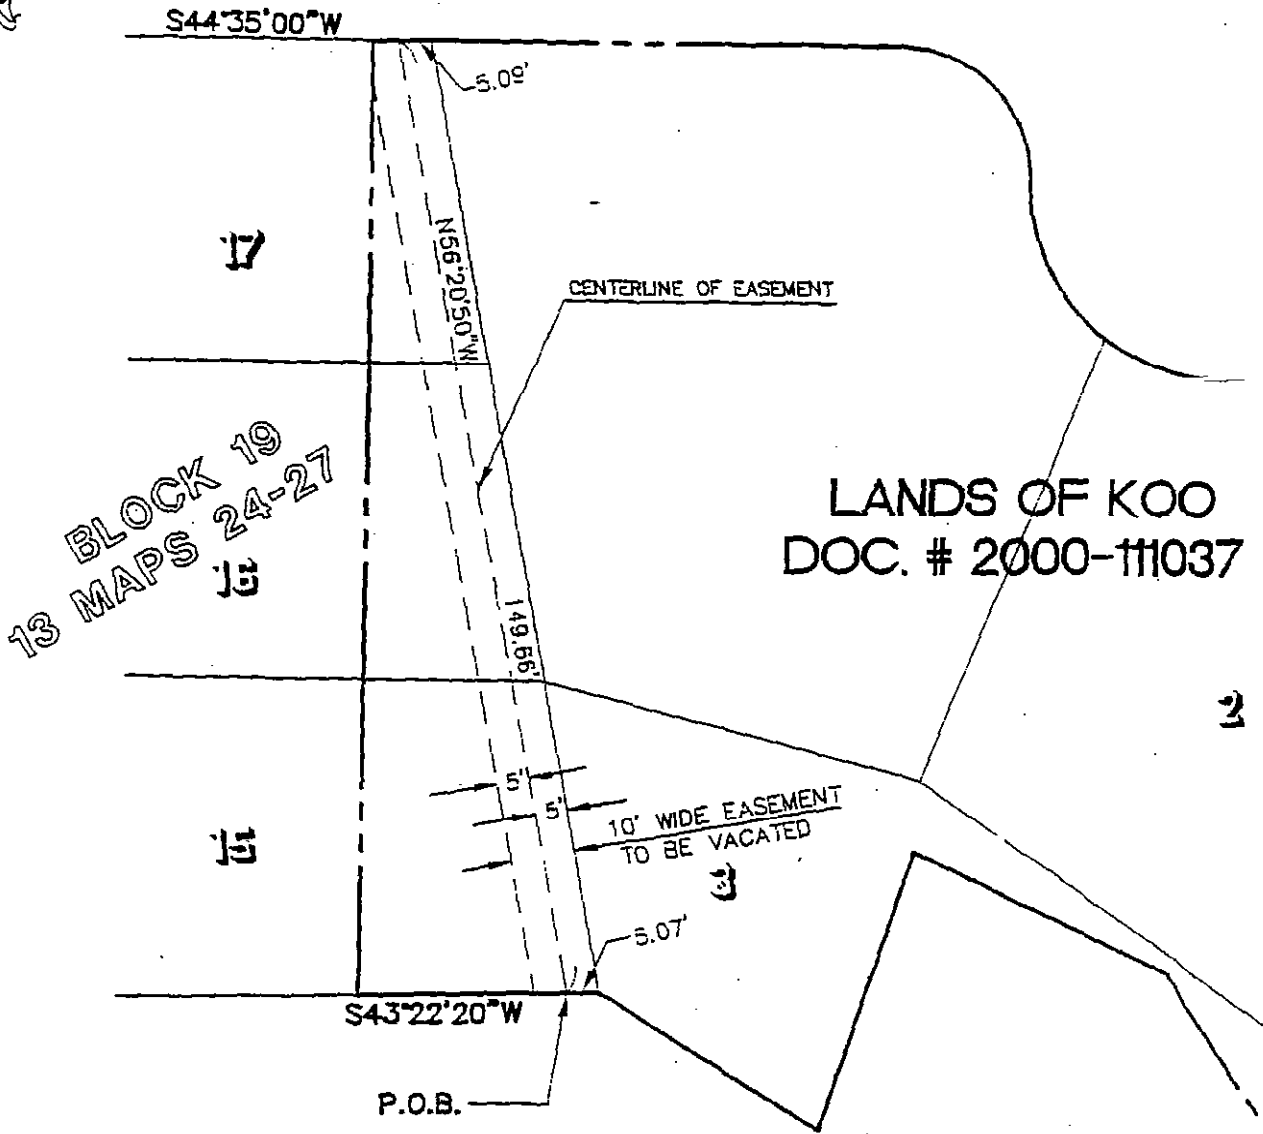 S44°35'00"W
5.09'
17
N56°20'50"W
CENTERLINE OF EASEMENT
BLOCK 19
13 MAPS 24-27
LANDS OF KOO
DOC. # 2000-111037
149.66'
2
5'
5'
10' WIDE EASEMENT
TO BE VACATED
15
3
5.07'
S43°22'20"W
P.O.B.